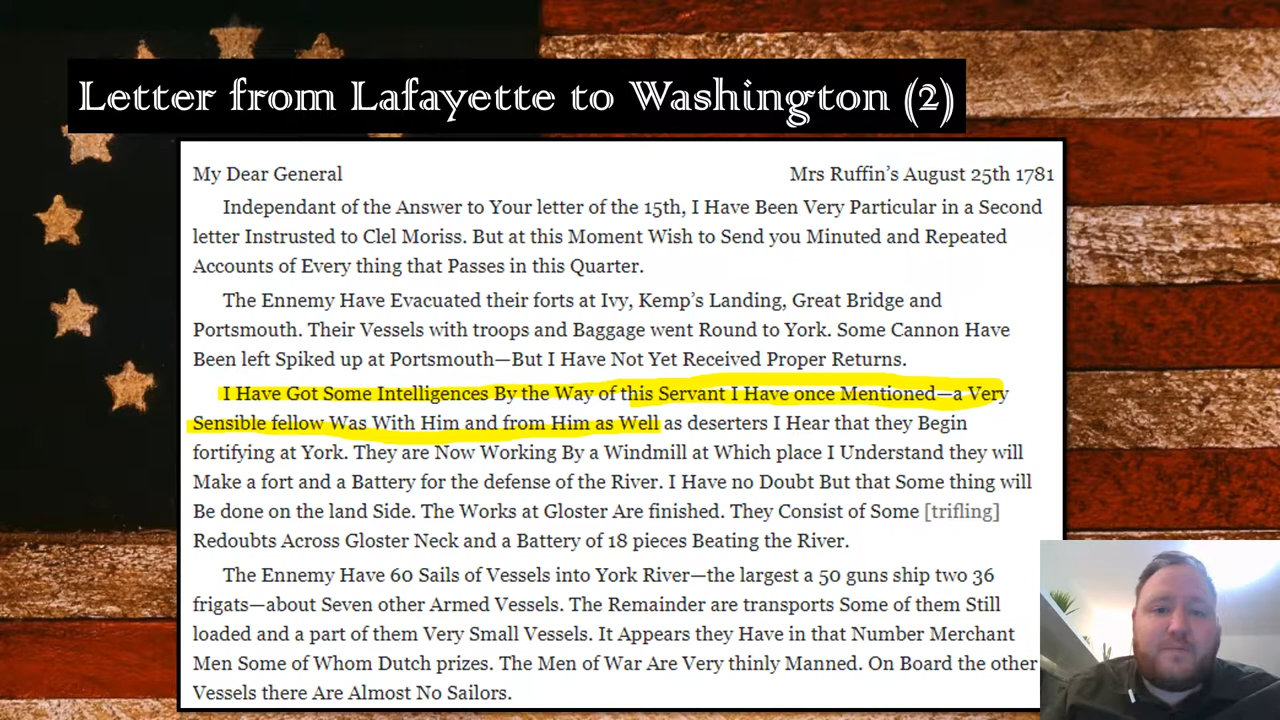 Letter from Lafayette to Washington (2)
My Dear General Mrs Ruffin's August 25th 1781
Independant of the Answer to Your letter of the 15th, I Have Been Very Particular in a Second
letter Instrusted to Clel Moriss. But at this Moment Wish to Send you Minuted and Repeated
Accounts of Every thing that Passes in this Quarter.
The Ennemy Have Evacuated their forts at Ivy, Kemp's Landing, Great Bridge and
Portsmouth. Their Vessels with troops and Baggage went Round to York. Some Cannon Have
Been left Spiked up at Portsmouth—But I Have Not Yet Received Proper Returns.
I Have Got Some Intelligences By the Way of this Servant I Have once Mentioned—a Very
Sensible fellow Was With Him and from Him as Well as deserters I Hear that they Begin
fortifying at York. They are Now Working By a Windmill at Which place I Understand they will
Make a fort and a Battery for the defense of the River. I Have no Doubt But that Some thing will
Be done on the land Side. The Works at Gloster Are finished. They Consist of Some [trifling]
Redoubts Across Gloster Neck and a Battery of 18 pieces Beating the River.
The Ennemy Have 60 Sails of Vessels into York River—the largest a 50 guns ship two 36
frigats—about Seven other Armed Vessels. The Remainder are transports Some of them Still
loaded and a part of them Very Small Vessels. It Appears they Have in that Number Merchant
Men Some of Whom Dutch prizes. The Men of War Are Very thinly Manned. On Board the other
Vessels there Are Almost No Sailors.